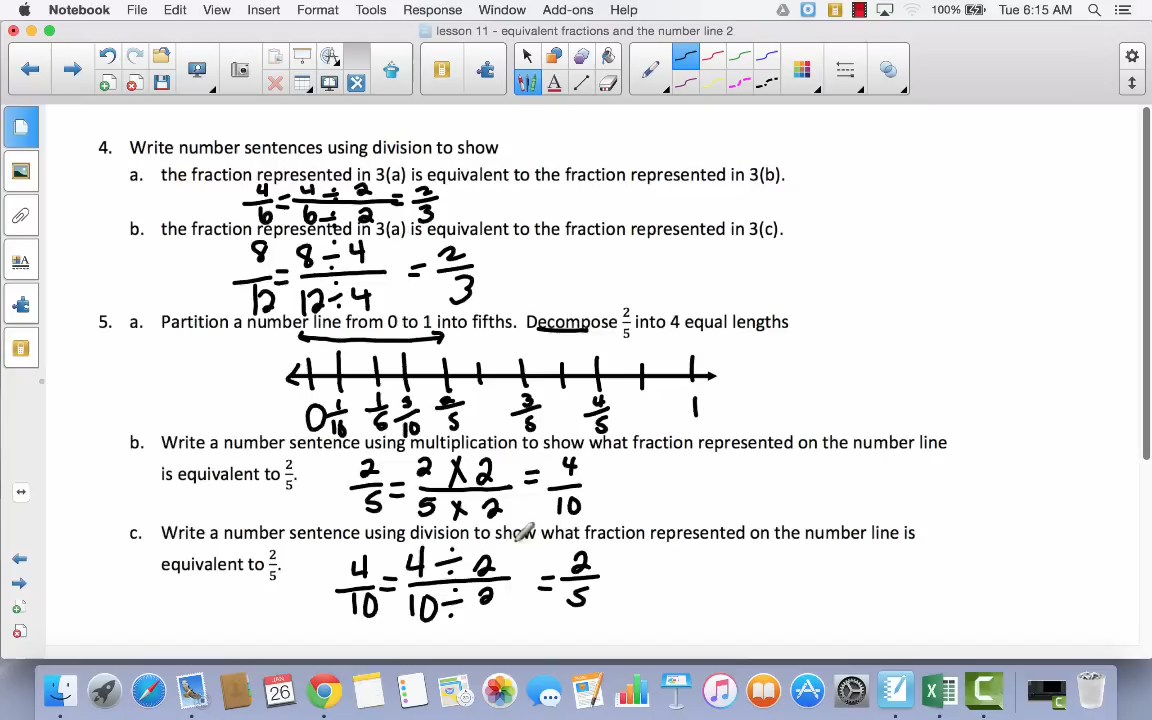 Notebook File Edit View Insert Format Tools Response Window Add-ons Help 100% Tue 6:15 AM
lesson 11 - equivalent fractions and the number line 2
4. Write number sentences using division to show
a. the fraction represented in 3(a) is equivalent to the fraction represented in 3(b).
4/6 = 4 ÷ 2 / 6 ÷ 2 = 2/3
b. the fraction represented in 3(a) is equivalent to the fraction represented in 3(c).
8/12 = 8 ÷ 4 / 12 ÷ 4 = 2/3
5. a. Partition a number line from 0 to 1 into fifths. Decompose 2/5 into 4 equal lengths
0 1/10 1/5 3/10 2/5 3/5 4/5 1
b. Write a number sentence using multiplication to show what fraction represented on the number line
is equivalent to 2/5.
2/5 = 2 X 2 / 5 x 2 = 4/10
c. Write a number sentence using division to show what fraction represented on the number line is
equivalent to 2/5.
4/10 = 4 ÷ 2 / 10 ÷ 2 = 2/5
JAN
26